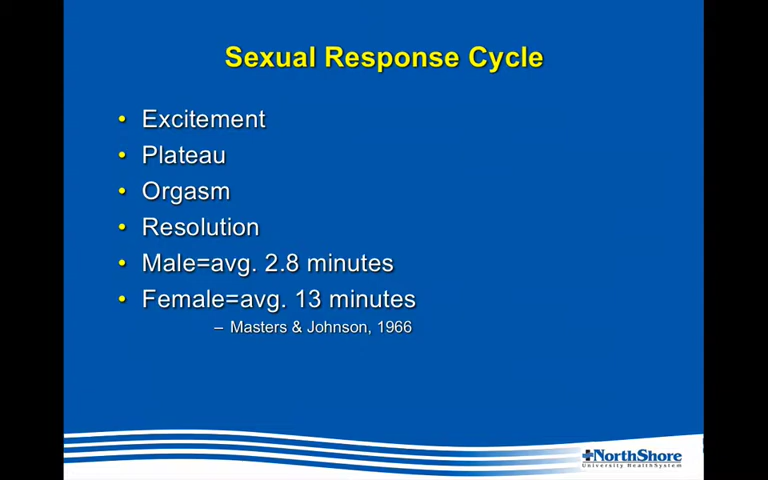 Sexual Response Cycle
• Excitement
• Plateau
• Orgasm
• Resolution
• Male=avg. 2.8 minutes
• Female=avg. 13 minutes
– Masters & Johnson, 1966
NorthShore
University HealthSystem